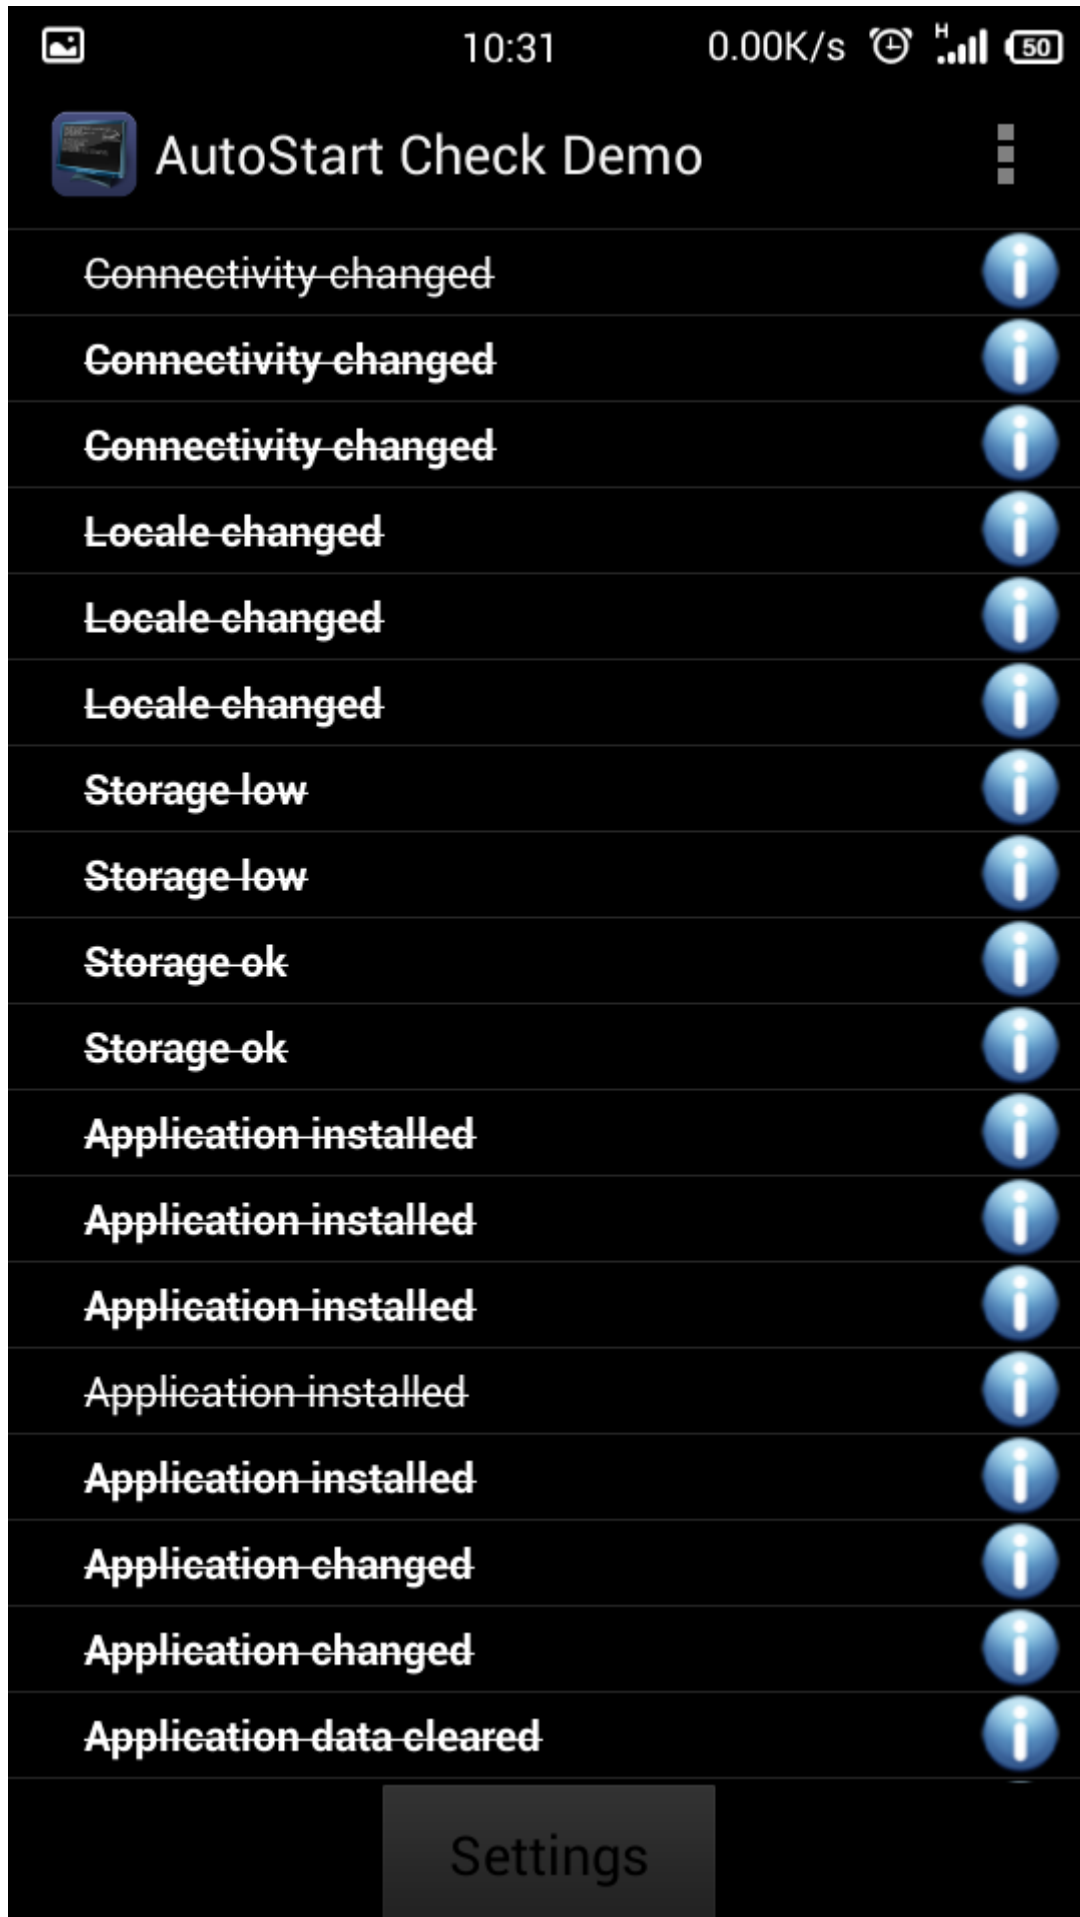 10:31 0.00K/s H 50
AutoStart Check Demo
Connectivity changed
Connectivity changed
Connectivity changed
Locale changed
Locale changed
Locale changed
Storage low
Storage low
Storage ok
Storage ok
Application installed
Application installed
Application installed
Application installed
Application installed
Application changed
Application changed
Application data cleared
Settings